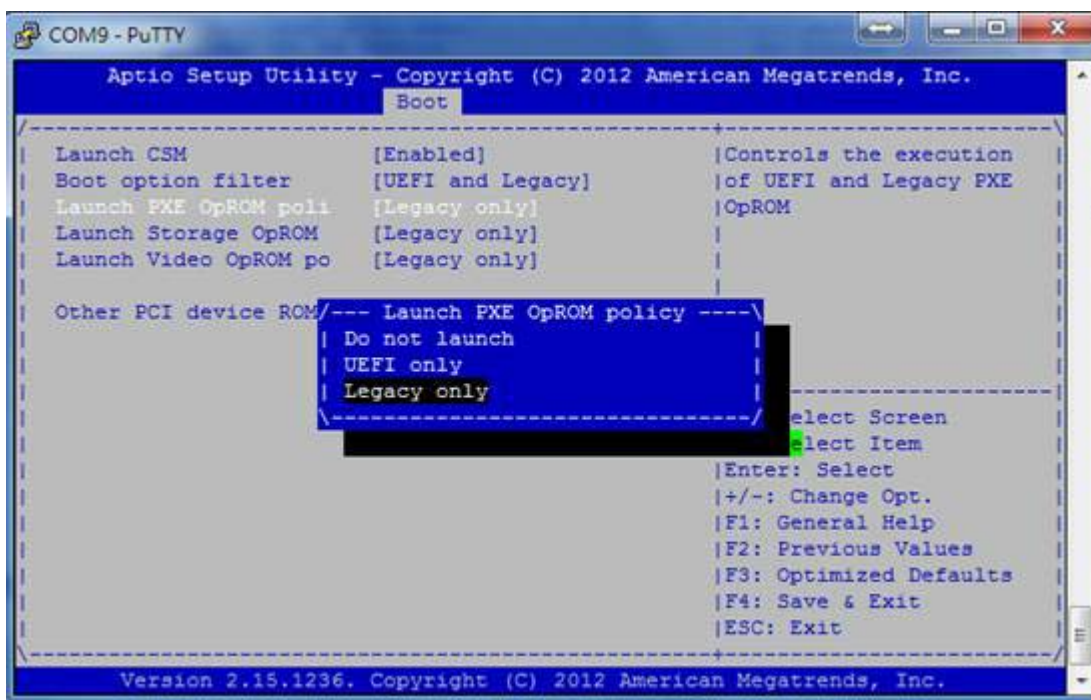 COM9 - PuTTY
Aptio Setup Utility - Copyright (C) 2012 American Megatrends, Inc.
Boot
Launch CSM [Enabled]
Boot option filter [UEFI and Legacy]
Launch PXE OpROM poli [Legacy only]
Launch Storage OpROM [Legacy only]
Launch Video OpROM po [Legacy only]
Other PCI device ROM
Controls the execution
of UEFI and Legacy PXE
OpROM
Launch PXE OpROM policy
Do not launch
UEFI only
Legacy only
elect Screen
elect Item
Enter: Select
+/-: Change Opt.
F1: General Help
F2: Previous Values
F3: Optimized Defaults
F4: Save & Exit
ESC: Exit
Version 2.15.1236. Copyright (C) 2012 American Megatrends, Inc.